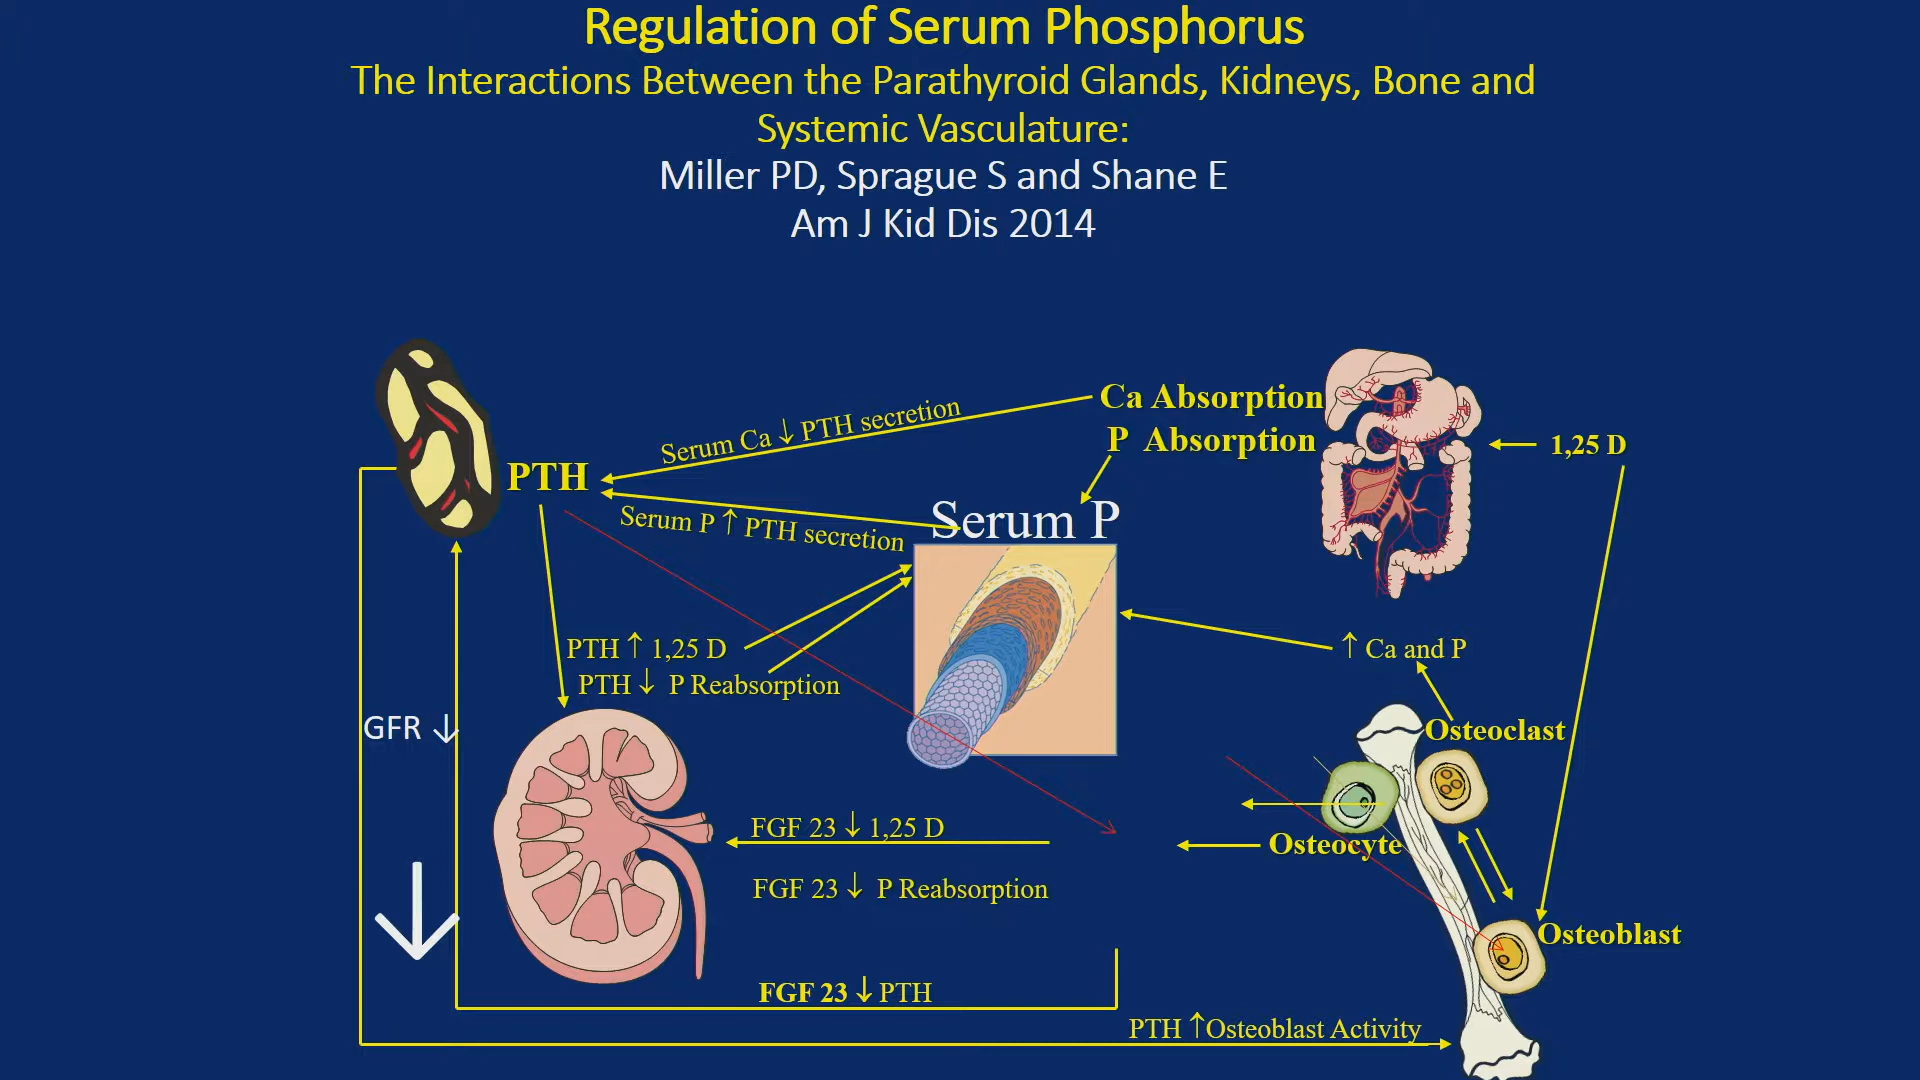 Regulation of Serum Phosphorus
The Interactions Between the Parathyroid Glands, Kidneys, Bone and
Systemic Vasculature:
Miller PD, Sprague S and Shane E
Am J Kid Dis 2014
Ca Absorption
P Absorption
1,25 D
Serum Ca ↓ PTH secretion
PTH
Serum P
Serum P ↑ PTH secretion
PTH ↑ 1,25 D
PTH ↓ P Reabsorption
↑ Ca and P
GFR ↓
Osteoclast
FGF 23 ↓ 1,25 D
Osteocyte
FGF 23 ↓ P Reabsorption
Osteoblast
FGF 23 ↓ PTH
PTH ↑Osteoblast Activity